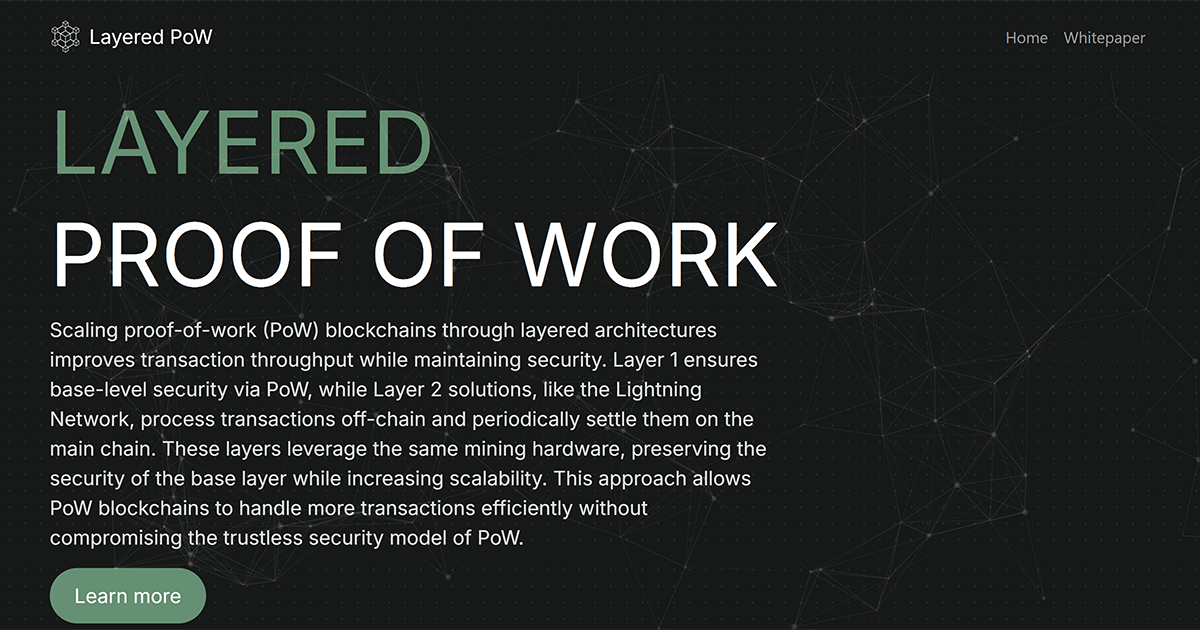 Layered PoW
Home Whitepaper
LAYERED
PROOF OF WORK
Scaling proof-of-work (PoW) blockchains through layered architectures
improves transaction throughput while maintaining security. Layer 1 ensures
base-level security via PoW, while Layer 2 solutions, like the Lightning
Network, process transactions off-chain and periodically settle them on the
main chain. These layers leverage the same mining hardware, preserving the
security of the base layer while increasing scalability. This approach allows
PoW blockchains to handle more transactions efficiently without
compromising the trustless security model of PoW.
Learn more